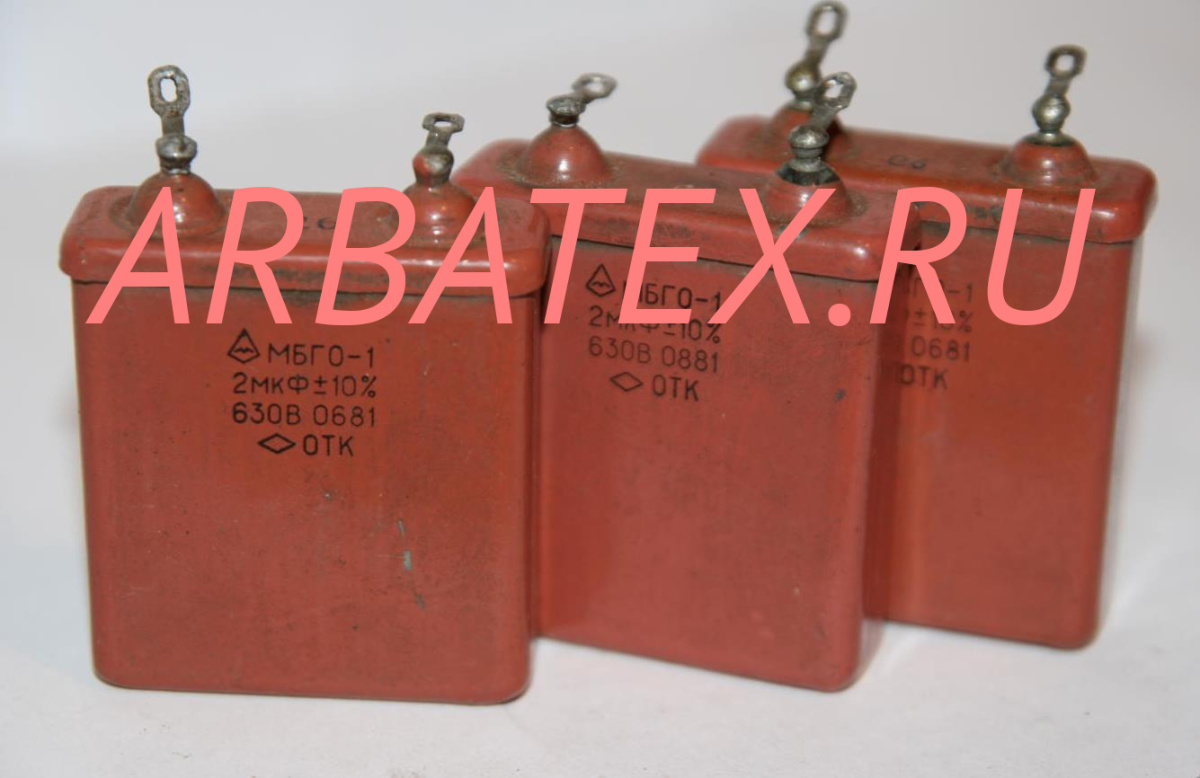 ARBATEX.RU
МБГО-1
2мкФ±10%
630В 0681
ОТК
МБГО-1
2мкФ±10%
630В 0881
ОТК
0681
ОТК